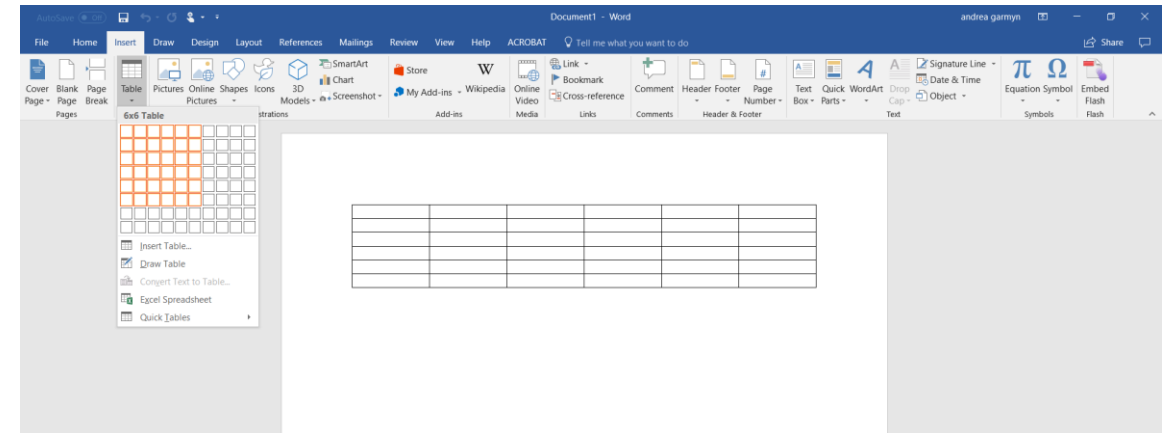 AutoSave Off Document1 - Word andrea garmyn
File Home Insert Draw Design Layout References Mailings Review View Help ACROBAT Tell me what you want to do Share
Cover Page
Blank Page
Page Break
Pages
Table
Pictures
Online Pictures
Shapes
Icons
3D Models
SmartArt
Chart
Screenshot
strations
Store
My Add-ins
W
Wikipedia
Add-ins
Online Video
Media
Link
Bookmark
Cross-reference
Links
Comment
Comments
Header
Footer
#
Page Number
Header & Footer
A
Text Box
Quick Parts
A
WordArt
A
Drop Cap
Signature Line
Date & Time
Object
Text
π
Equation
Ω
Symbol
Symbols
Embed Flash
Flash
6x6 Table
Insert Table...
Draw Table
Convert Text to Table...
Excel Spreadsheet
Quick Tables